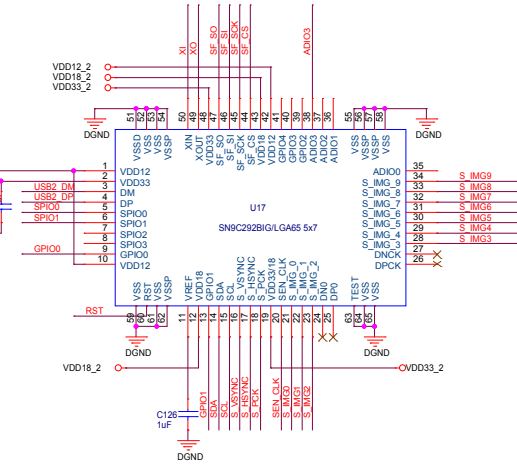 XI
XO
SF_SO
SF_SI
SF_SCK
SF_CS
ADIO3
VDD12_2
VDD18_2
VDD33_2
DGND
51 52 53 54
50 49 48 47 46 45 44 43 42 41 40 39 38 37 36
55 56 57 58
DGND
VSSD VSS VSS VSSP
XIN XOUT VDD33 SF_SO SF_SI SF_SCK SF_CS VDD18 VDD12 GPIO4 GPIO3 GPIO2 ADIO3 ADIO2 ADIO1
VSS VSSP VSSP VSS
1 VDD12
2 VDD33
USB2_DM 3 DM
USB2_DP 4 DP
SPIO0 5 SPIO0
SPIO1 6 SPIO1
7 SPIO2
8 SPIO3
GPIO0 9 GPIO0
10 VDD12
U17
SN9C292BIG/LGA65 5x7
ADIO0 35
S_IMG_9 34 S_IMG9
S_IMG_8 33 S_IMG8
S_IMG_7 32 S_IMG7
S_IMG_6 31 S_IMG6
S_IMG_5 30 S_IMG5
S_IMG_4 29 S_IMG4
S_IMG_3 28 S_IMG3
DNCK 27
DPCK 26
VSS RST VSS VSSP
VREF VDD18 GPIO1 SDA SCL S_VSYNC S_HSYNC S_PCK VDD33/18 SEN_CLK S_IMG_0 S_IMG_1 S_IMG_2 DN0 DP0
TEST VSS VSS
RST
59 60 61 62
11 12 13 14 15 16 17 18 19 20 21 22 23 24 25
63 64 65
DGND
DGND
VDD18_2
VDD33_2
GPIO1
SDA
SCL
S_VSYNC
S_HSYNC
S_PCK
SEN_CLK
S_IMG0
S_IMG1
S_IMG2
C126
1uF
DGND